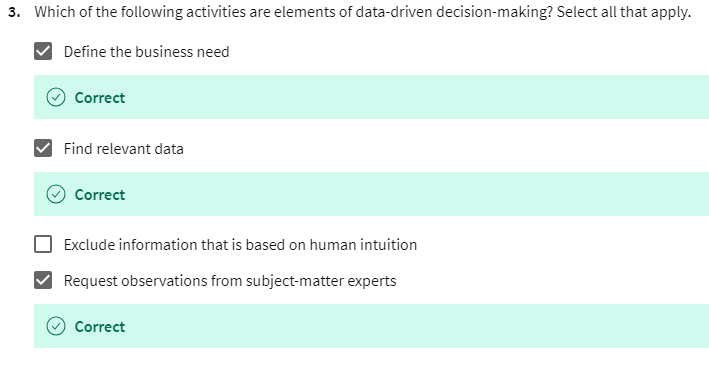 3. Which of the following activities are elements of data-driven decision-making? Select all that apply.
Define the business need
Correct
Find relevant data
Correct
Exclude information that is based on human intuition
Request observations from subject-matter experts
Correct